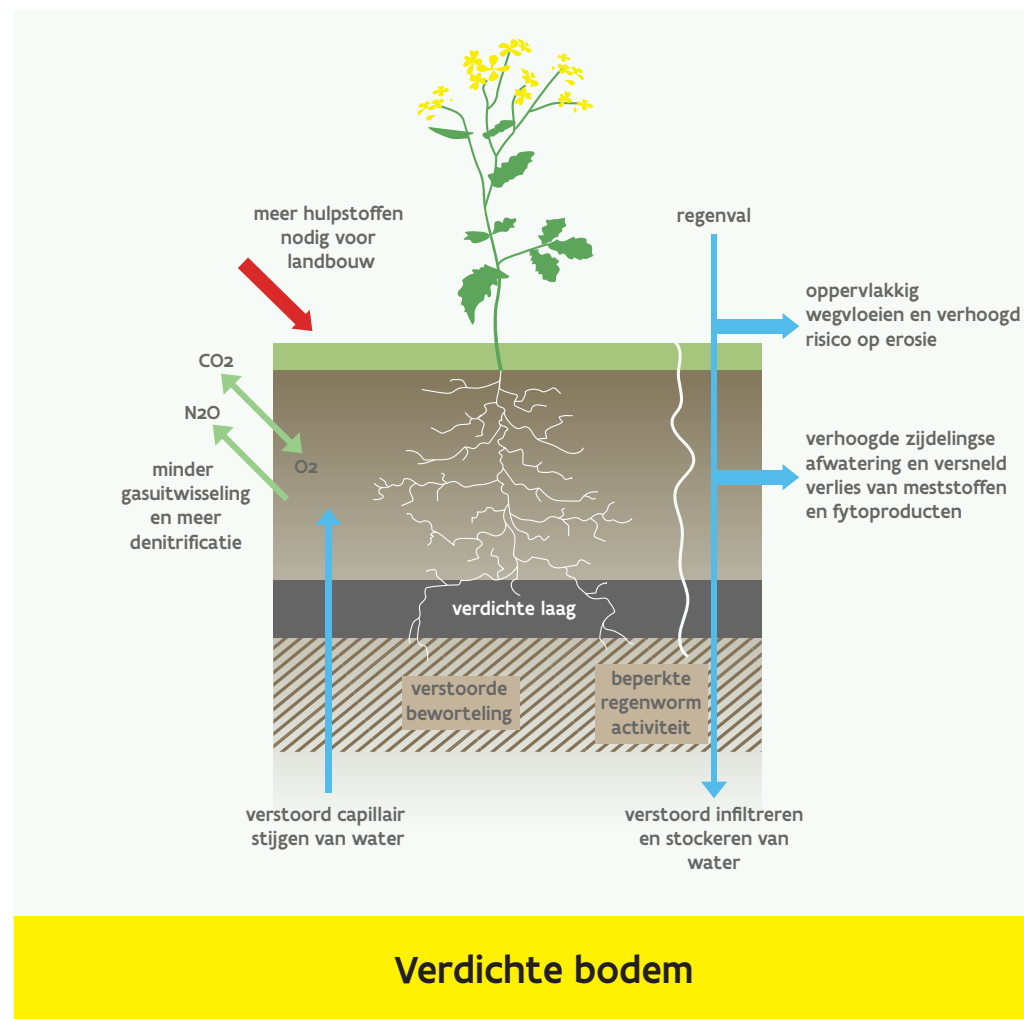 meer hulpstoffen
nodig voor
landbouw
regenval
oppervlakkig
wegvloeien en verhoogd
risico op erosie
CO2
N2O
O2
minder
gasuitwisseling
en meer
denitrificatie
verhoogde zijdelingse
afwatering en versneld
verlies van meststoffen
en fytoproducten
verdichte laag
verstoorde
beworteling
beperkte
regenworm
activiteit
verstoord capillair
stijgen van water
verstoord infiltreren
en stockeren van
water
Verdichte bodem